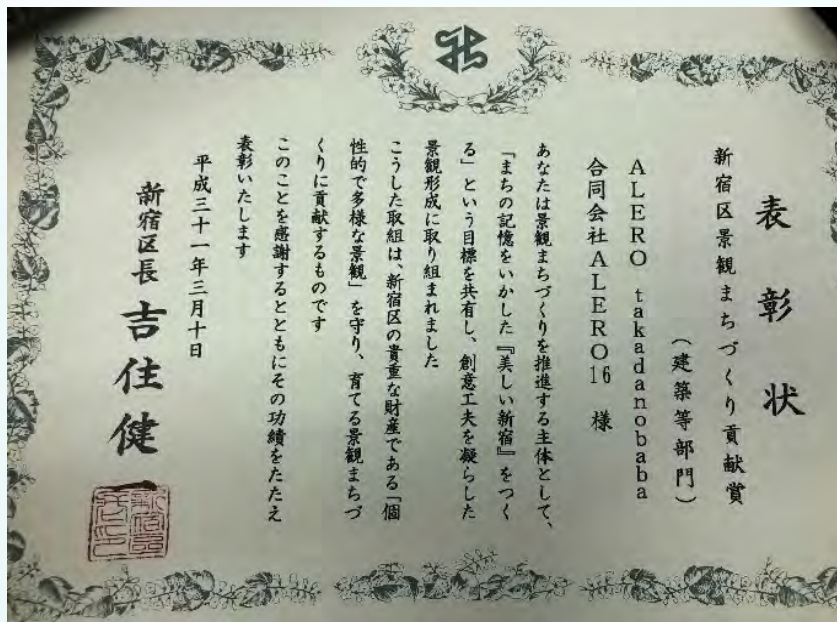 表彰状
新宿区景観まちづくり貢献賞
（建築等部門）
ALERO takadanobaba
合同会社ALERO16 様
あなたは景観まちづくりを推進する主体として、
「まちの記憶をいかした『美しい新宿』をつく
る」という目標を共有し、創意工夫を凝らした
景観形成に取り組まれました
こうした取組は、新宿区の貴重な財産である「個
性的で多様な景観」を守り、育てる景観まちづ
くりに貢献するものです
このことを感謝するとともにその功績をたたえ
表彰いたします
平成三十一年三月十日
新宿区長 吉住健一